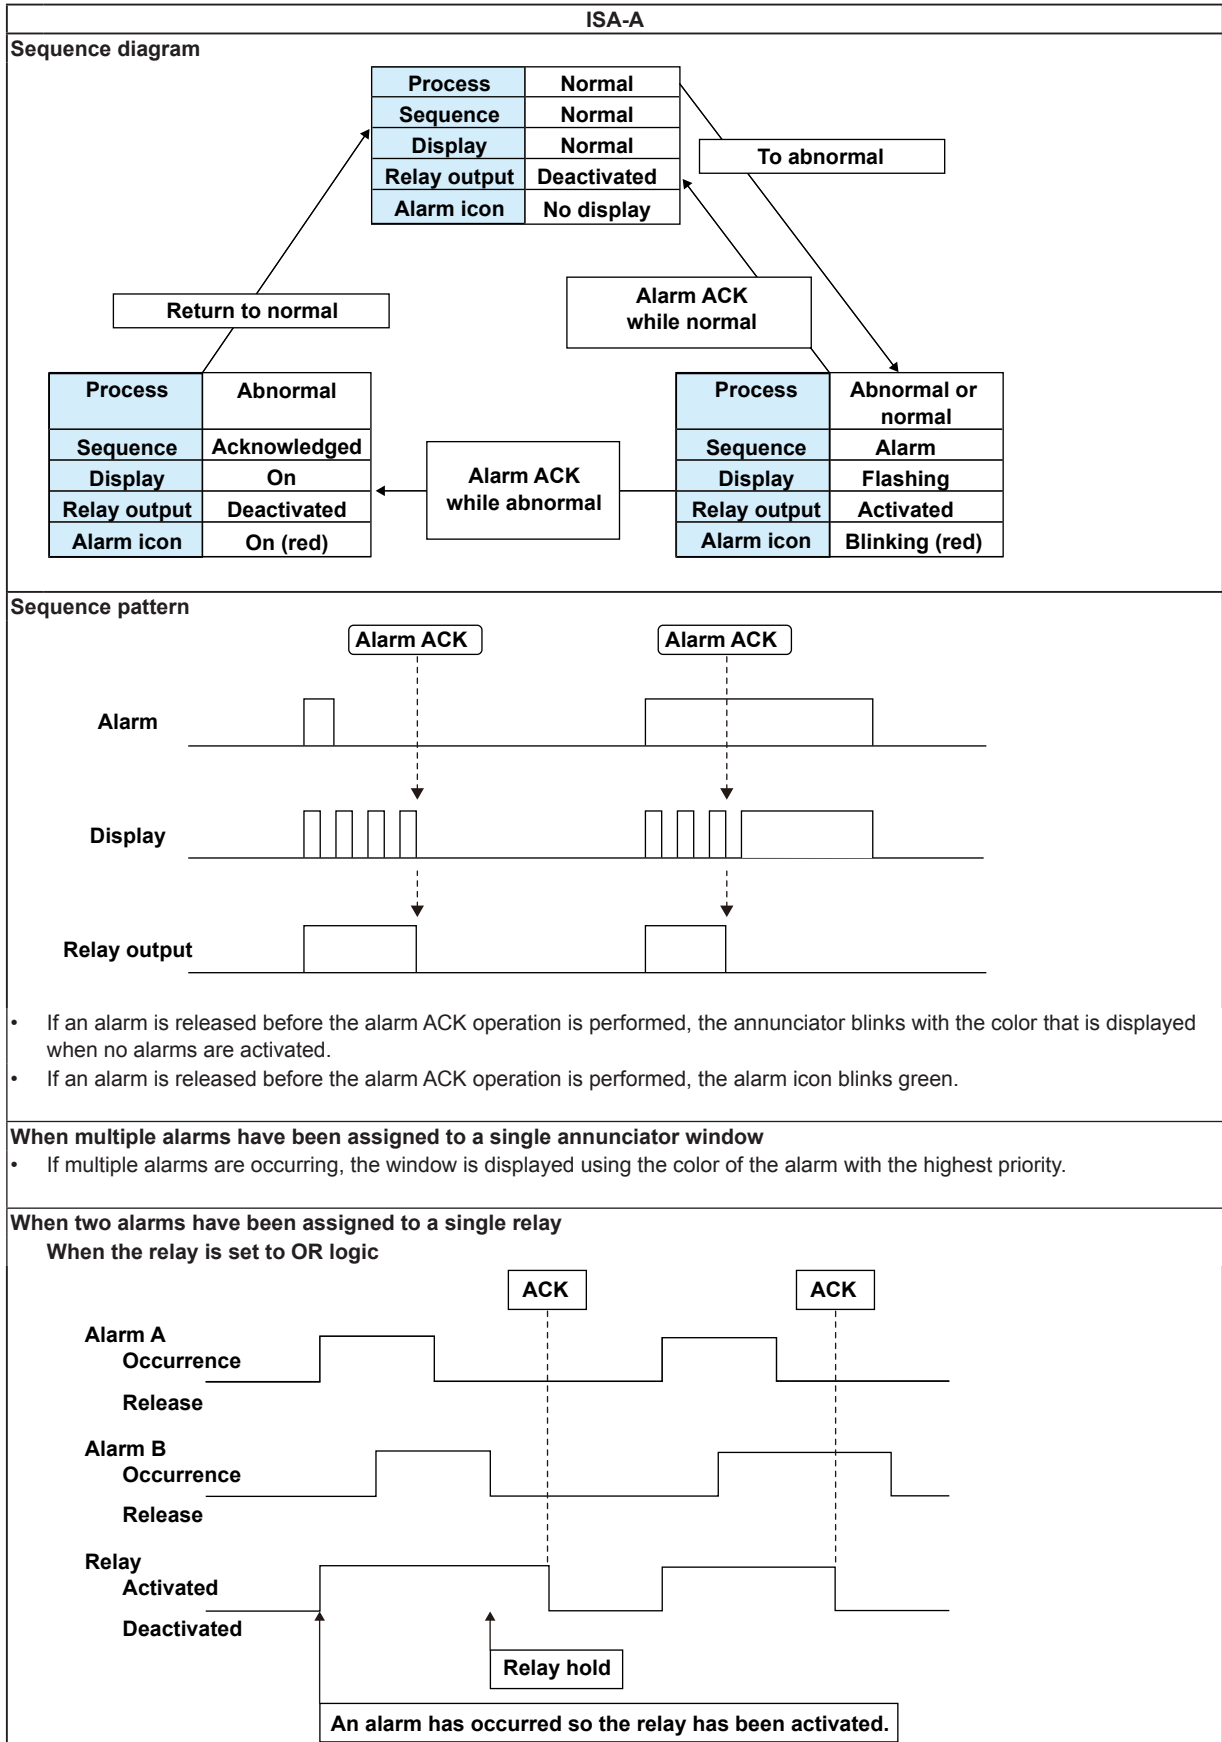 ISA-A
Sequence diagram
Process Normal
Sequence Normal
Display Normal
Relay output Deactivated
Alarm icon No display
To abnormal
Return to normal
Alarm ACK
while normal
Process Abnormal
Sequence Acknowledged
Display On
Relay output Deactivated
Alarm icon On (red)
Alarm ACK
while abnormal
Process Abnormal or
normal
Sequence Alarm
Display Flashing
Relay output Activated
Alarm icon Blinking (red)
Sequence pattern
Alarm ACK Alarm ACK
Alarm
Display
Relay output
• If an alarm is released before the alarm ACK operation is performed, the annunciator blinks with the color that is displayed
when no alarms are activated.
• If an alarm is released before the alarm ACK operation is performed, the alarm icon blinks green.
When multiple alarms have been assigned to a single annunciator window
• If multiple alarms are occurring, the window is displayed using the color of the alarm with the highest priority.
When two alarms have been assigned to a single relay
When the relay is set to OR logic
ACK ACK
Alarm A
Occurrence
Release
Alarm B
Occurrence
Release
Relay
Activated
Deactivated
Relay hold
An alarm has occurred so the relay has been activated.